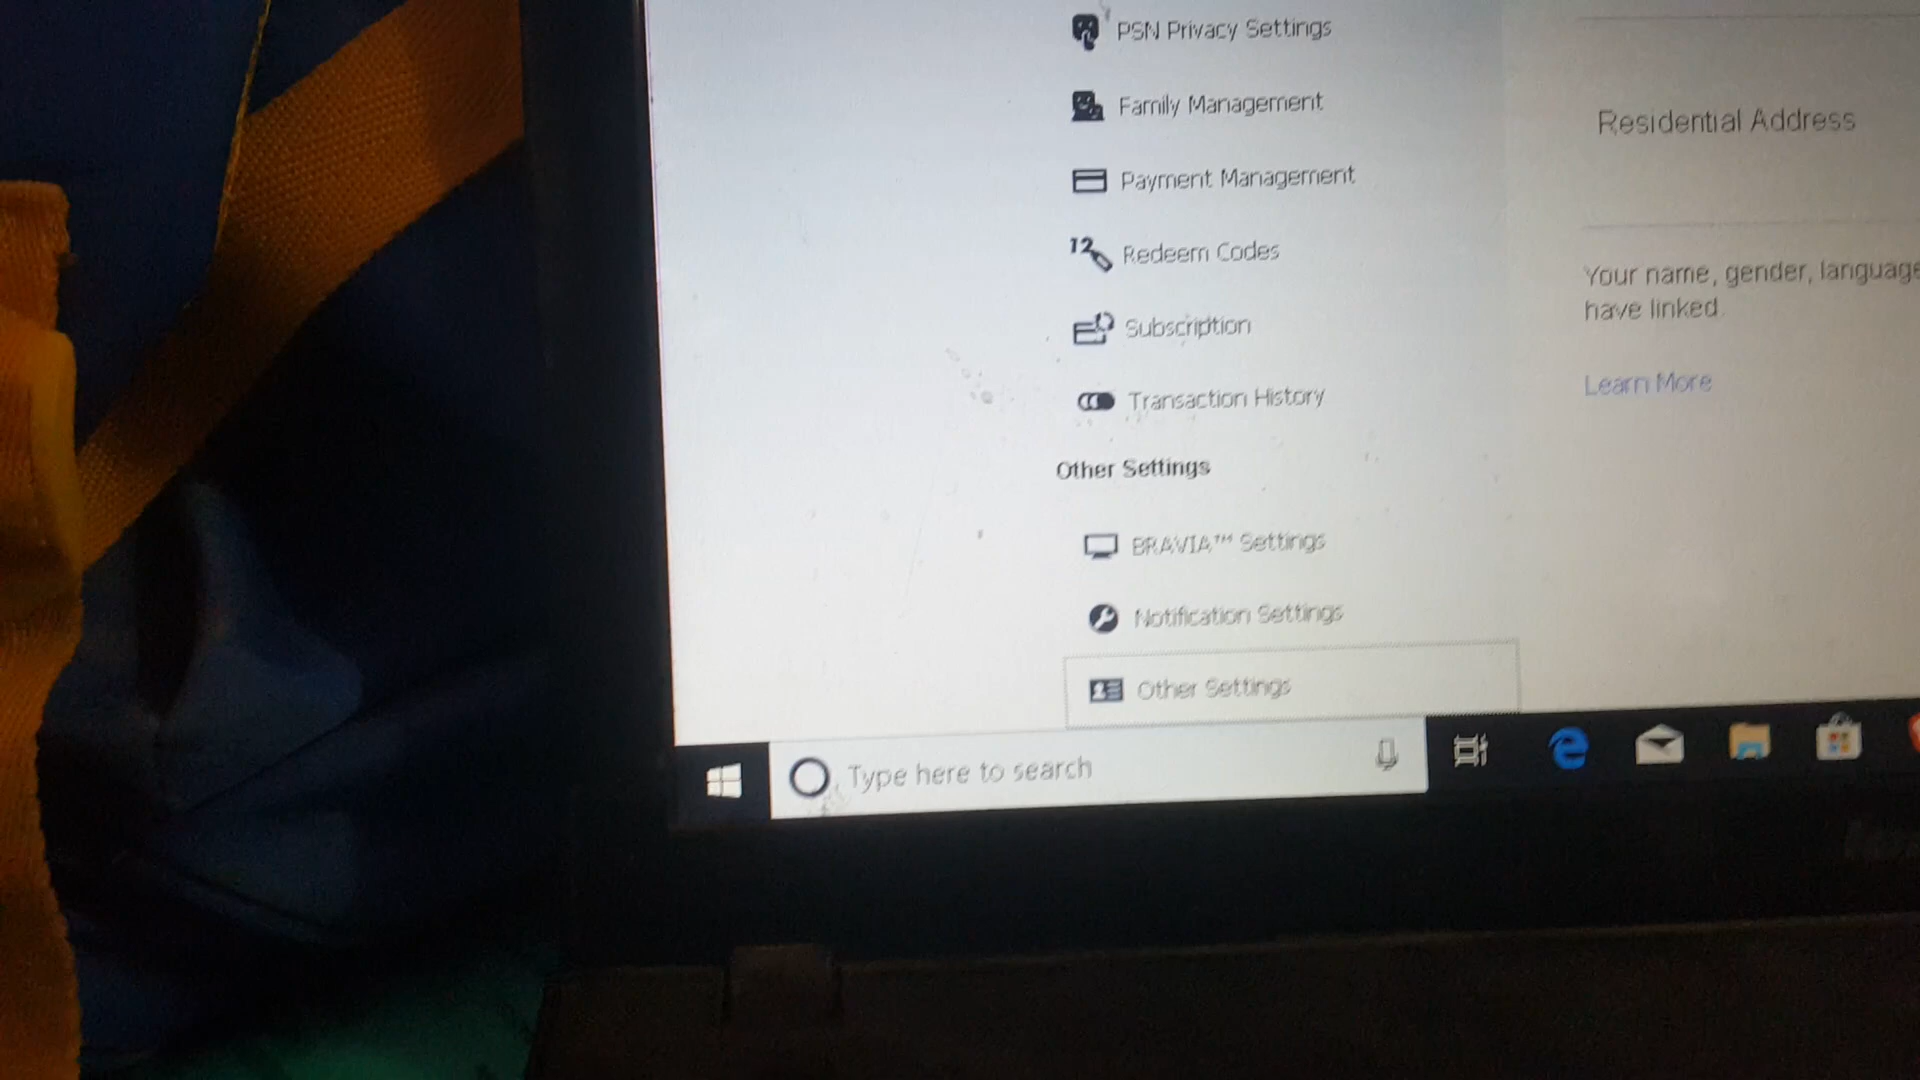 PSN Privacy Settings
Family Management
Payment Management
12
Redeem Codes
Subscription
Transaction History
Other Settings
BRAVIA™ Settings
Notification Settings
Other Settings
Residential Address
Your name, gender, language
have linked.
Learn More
Type here to search